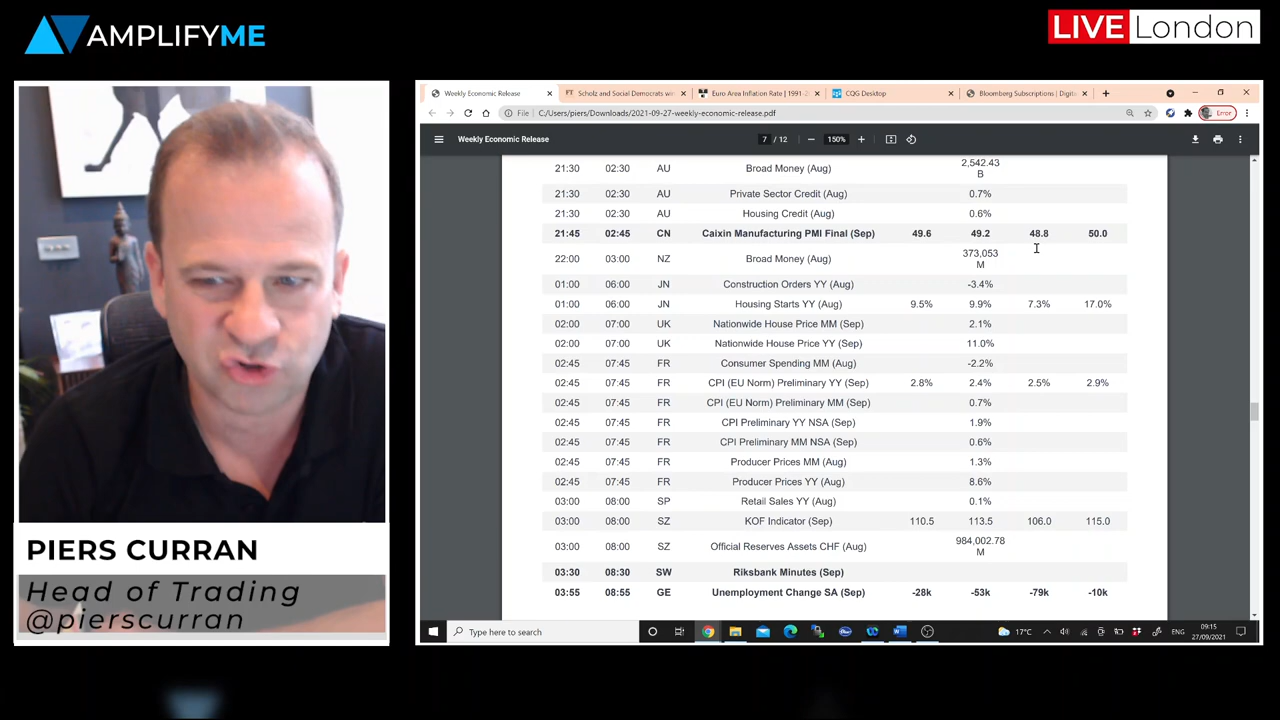 AMPLIFYME
LIVE London
Weekly Economic Release
Scholz and Social Democrats wi
Euro Area Inflation Rate | 1991-2
CQG Desktop
Bloomberg Subscriptions | Digit
File
C:/Users/piers/Downloads/2021-09-27-weekly-economic-release.pdf
Error
Weekly Economic Release
7 / 12
150%
21:30 02:30 AU Broad Money (Aug) 2,542.43 B
21:30 02:30 AU Private Sector Credit (Aug) 0.7%
21:30 02:30 AU Housing Credit (Aug) 0.6%
21:45 02:45 CN Caixin Manufacturing PMI Final (Sep) 49.6 49.2 48.8 50.0
22:00 03:00 NZ Broad Money (Aug) 373,053 M
01:00 06:00 JN Construction Orders YY (Aug) -3.4%
01:00 06:00 JN Housing Starts YY (Aug) 9.5% 9.9% 7.3% 17.0%
02:00 07:00 UK Nationwide House Price MM (Sep) 2.1%
02:00 07:00 UK Nationwide House Price YY (Sep) 11.0%
02:45 07:45 FR Consumer Spending MM (Aug) -2.2%
02:45 07:45 FR CPI (EU Norm) Preliminary YY (Sep) 2.8% 2.4% 2.5% 2.9%
02:45 07:45 FR CPI (EU Norm) Preliminary MM (Sep) 0.7%
02:45 07:45 FR CPI Preliminary YY NSA (Sep) 1.9%
02:45 07:45 FR CPI Preliminary MM NSA (Sep) 0.6%
02:45 07:45 FR Producer Prices MM (Aug) 1.3%
02:45 07:45 FR Producer Prices YY (Aug) 8.6%
03:00 08:00 SP Retail Sales YY (Aug) 0.1%
03:00 08:00 SZ KOF Indicator (Sep) 110.5 113.5 106.0 115.0
03:00 08:00 SZ Official Reserves Assets CHF (Aug) 984,002.78 M
03:30 08:30 SW Riksbank Minutes (Sep)
03:55 08:55 GE Unemployment Change SA (Sep) -28k -53k -79k -10k
PIERS CURRAN
Head of Trading
@pierscurran
Type here to search
17°C
ENG
09:15
27/09/2021